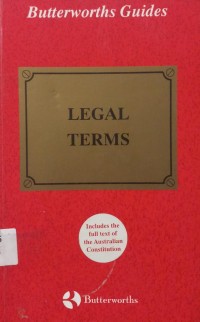 Butterworths Guides
LEGAL
TERMS
Includes the
full text of
the Australian
Constitution
Butterworths